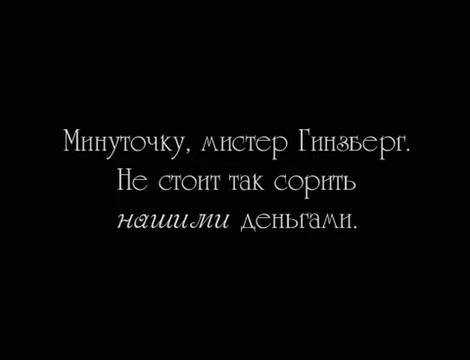 Минуточку, мистер Гинзберг.
Не стоит так сорить
нашими деньгами.